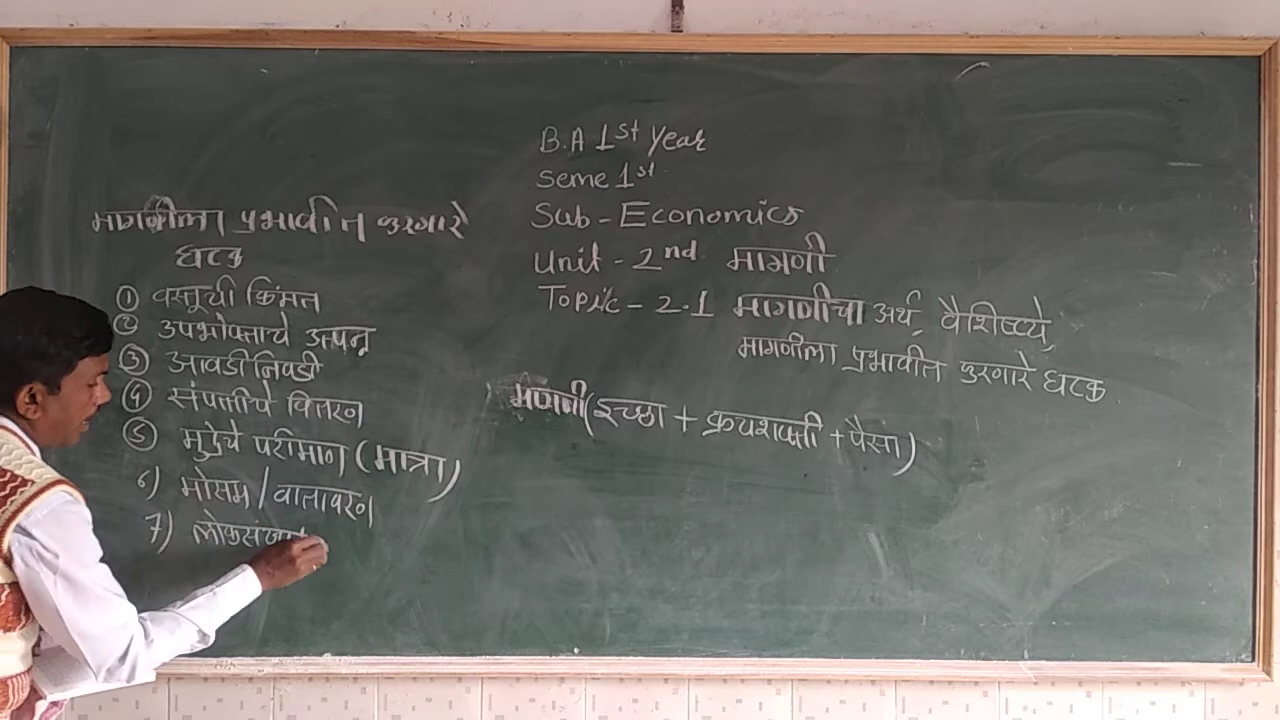 B.A 1st Year
Seme 1st
Sub - Economics
Unit - 2nd मागणी
Topic - 2.1 मागणीचा अर्थ, वैशिष्ट्ये,
मागणीला प्रभावीत करणारे घटक
मागणी (इच्छा + क्रयशक्ती + पैसा)
मागणीला प्रभावीत करणारे
घटक
① वस्तूची किंमत
② उपभोक्ताचे उत्पन्न
③ आवडी निवडी
④ संपत्तीचे वितरण
⑤ मुद्रेचे परीमाण (मात्रा)
6) मोसम / वातावरण
7) लोकसंख्या